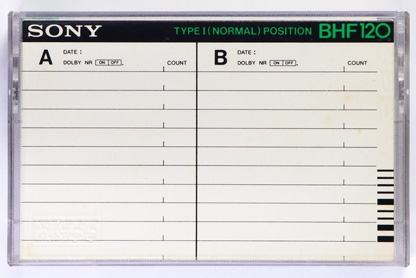 SONY TYPE I (NORMAL) POSITION BHF120
A DATE :
DOLBY NR ON OFF . COUNT
B DATE :
DOLBY NR ON OFF . COUNT